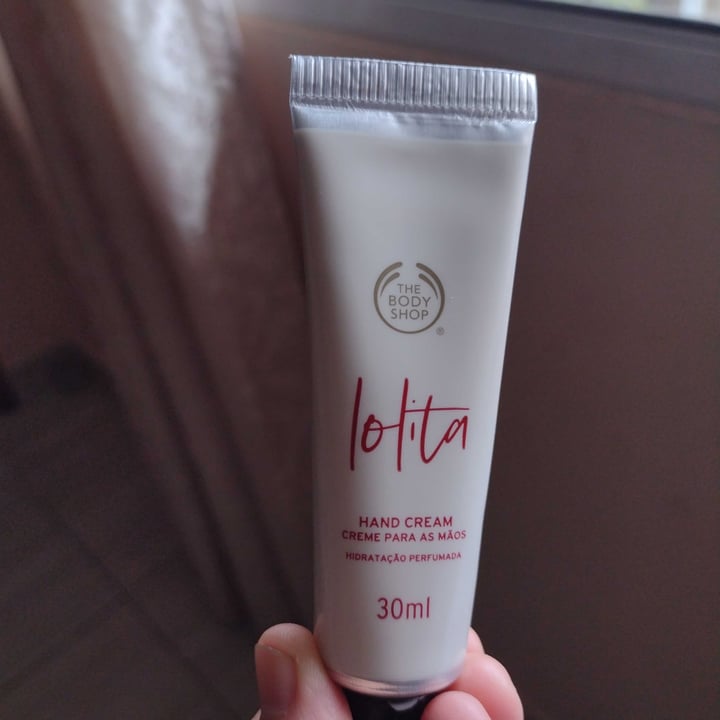 THE
BODY
SHOP
®
lolita
HAND CREAM
CREME PARA AS MÃOS
HIDRATAÇÃO PERFUMADA
30ml